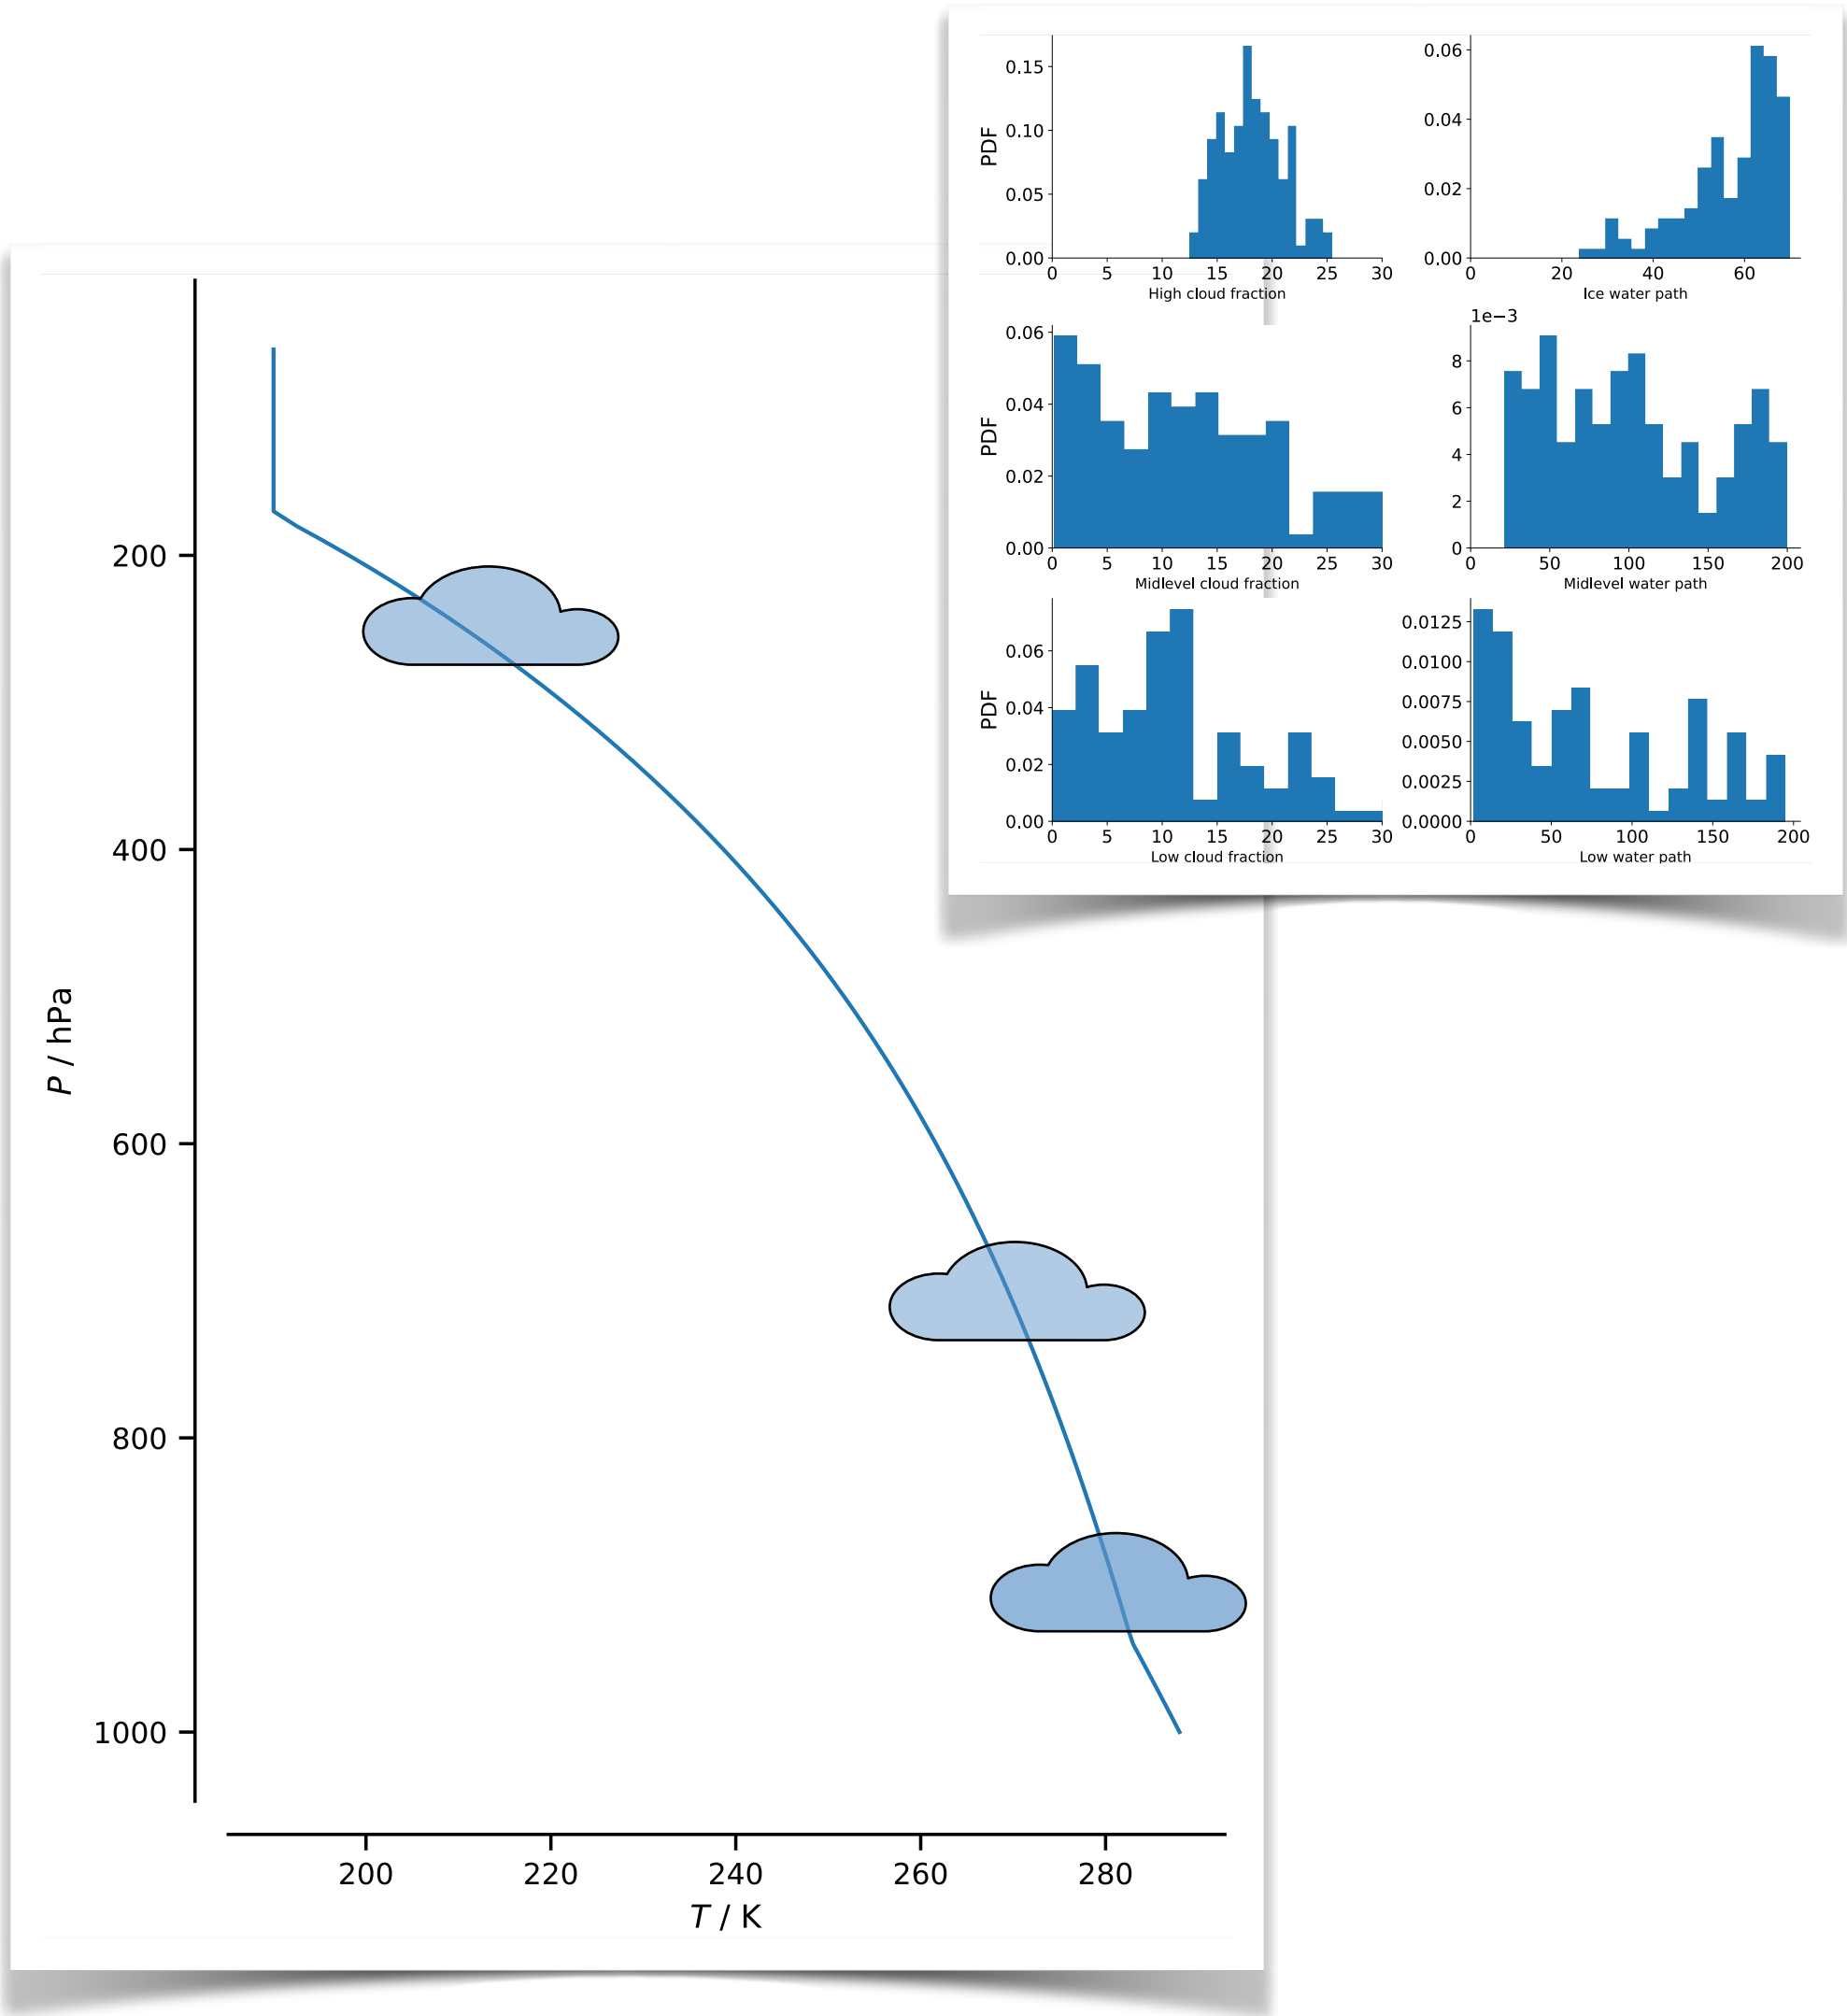 0.15
0.10
0.05
0.00
PDF
0 5 10 15 20 25 30
High cloud fraction
0.06
0.04
0.02
0.00
0 20 40 60
Ice water path
0.06
0.04
0.02
0.00
PDF
0 5 10 15 20 25 30
Midlevel cloud fraction
1e−3
8
6
4
2
0
0 50 100 150 200
Midlevel water path
0.06
0.04
0.02
0.00
PDF
0 5 10 15 20 25 30
Low cloud fraction
0.0125
0.0100
0.0075
0.0050
0.0025
0.0000
0 50 100 150 200
Low water path
200
400
600
800
1000
P / hPa
200 220 240 260 280
T / K